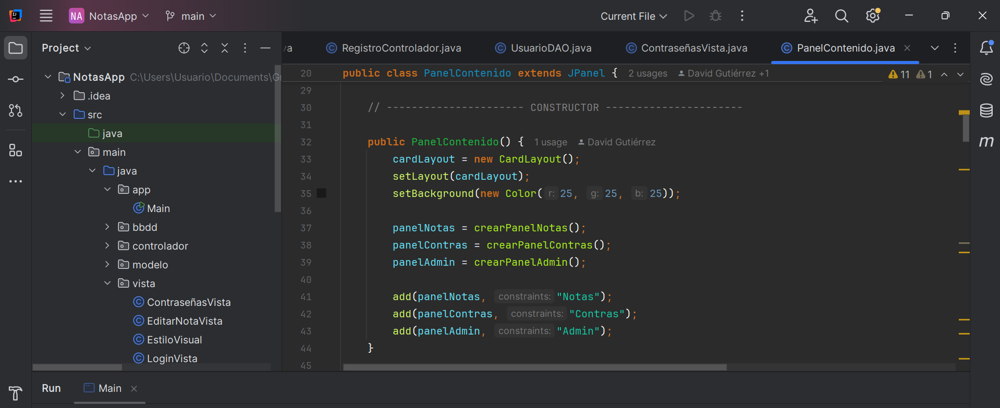 NA NotasApp main Current File
Project
NotasApp C:\Users\Usuario\Documents\G
.idea
src
java
main
java
app
Main
bbdd
controlador
modelo
vista
ContraseñasVista
EditarNotaVista
EstiloVisual
LoginVista
va RegistroControlador.java UsuarioDAO.java ContraseñasVista.java PanelContenido.java
20 public class PanelContenido extends JPanel { 2 usages David Gutiérrez +1 11 1
29
30 // ---------------------- CONSTRUCTOR ----------------------
31
32 public PanelContenido() { 1 usage David Gutiérrez
33 cardLayout = new CardLayout();
34 setLayout(cardLayout);
35 setBackground(new Color( r: 25, g: 25, b: 25));
36
37 panelNotas = crearPanelNotas();
38 panelContras = crearPanelContras();
39 panelAdmin = crearPanelAdmin();
40
41 add(panelNotas, constraints: "Notas");
42 add(panelContras, constraints: "Contras");
43 add(panelAdmin, constraints: "Admin");
44 }
45
m
Run Main